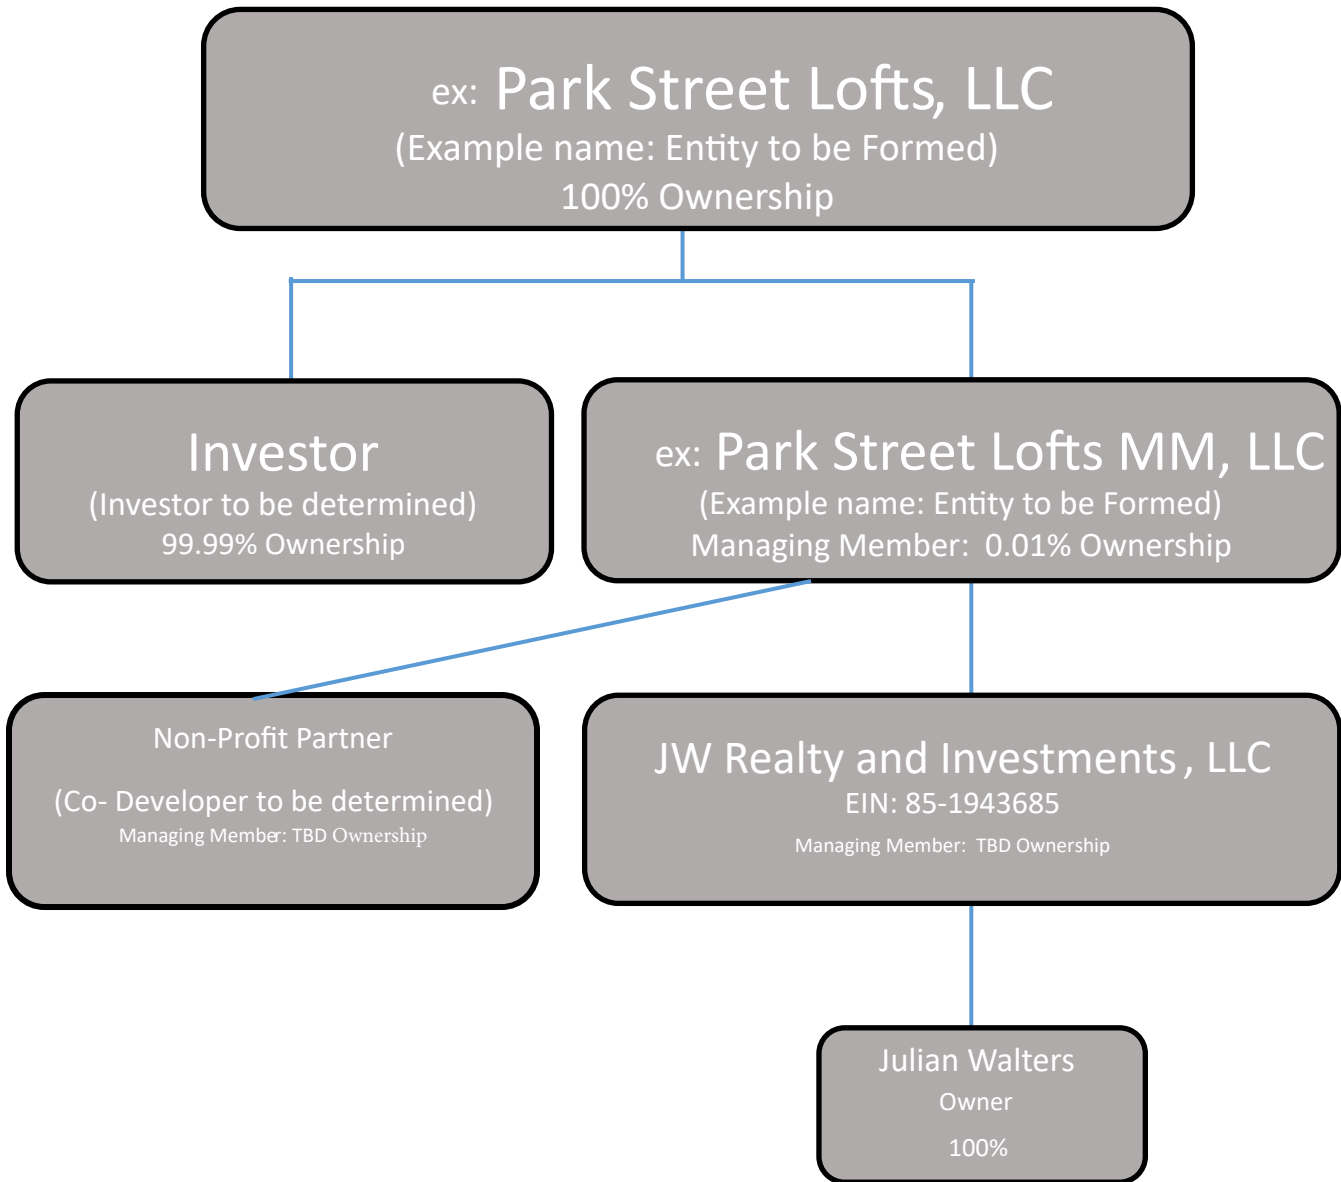 ex: Park Street Lofts, LLC
(Example name: Entity to be Formed)
100% Ownership
Investor
(Investor to be determined)
99.99% Ownership
ex: Park Street Lofts MM, LLC
(Example name: Entity to be Formed)
Managing Member: 0.01% Ownership
Non-Profit Partner
(Co- Developer to be determined)
Managing Member: TBD Ownership
JW Realty and Investments , LLC
EIN: 85-1943685
Managing Member: TBD Ownership
Julian Walters
Owner
100%